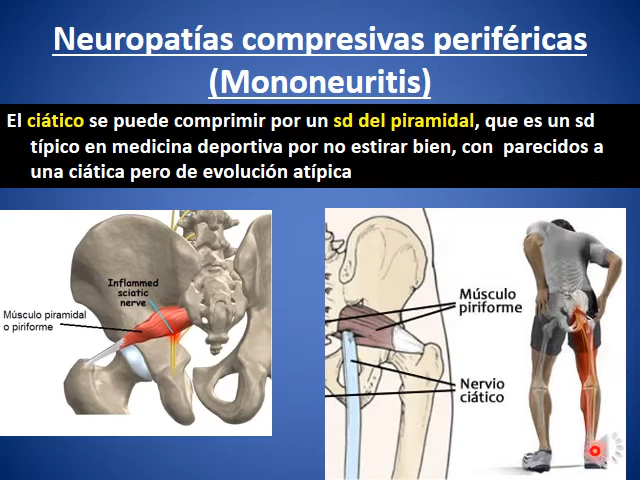 Neuropatías compresivas periféricas
(Mononeuritis)
El ciático se puede comprimir por un sd del piramidal, que es un sd
típico en medicina deportiva por no estirar bien, con parecidos a
una ciática pero de evolución atípica
Inflammed
sciatic
nerve
Músculo piramidal
o piriforme
Músculo
piriforme
Nervio
ciático